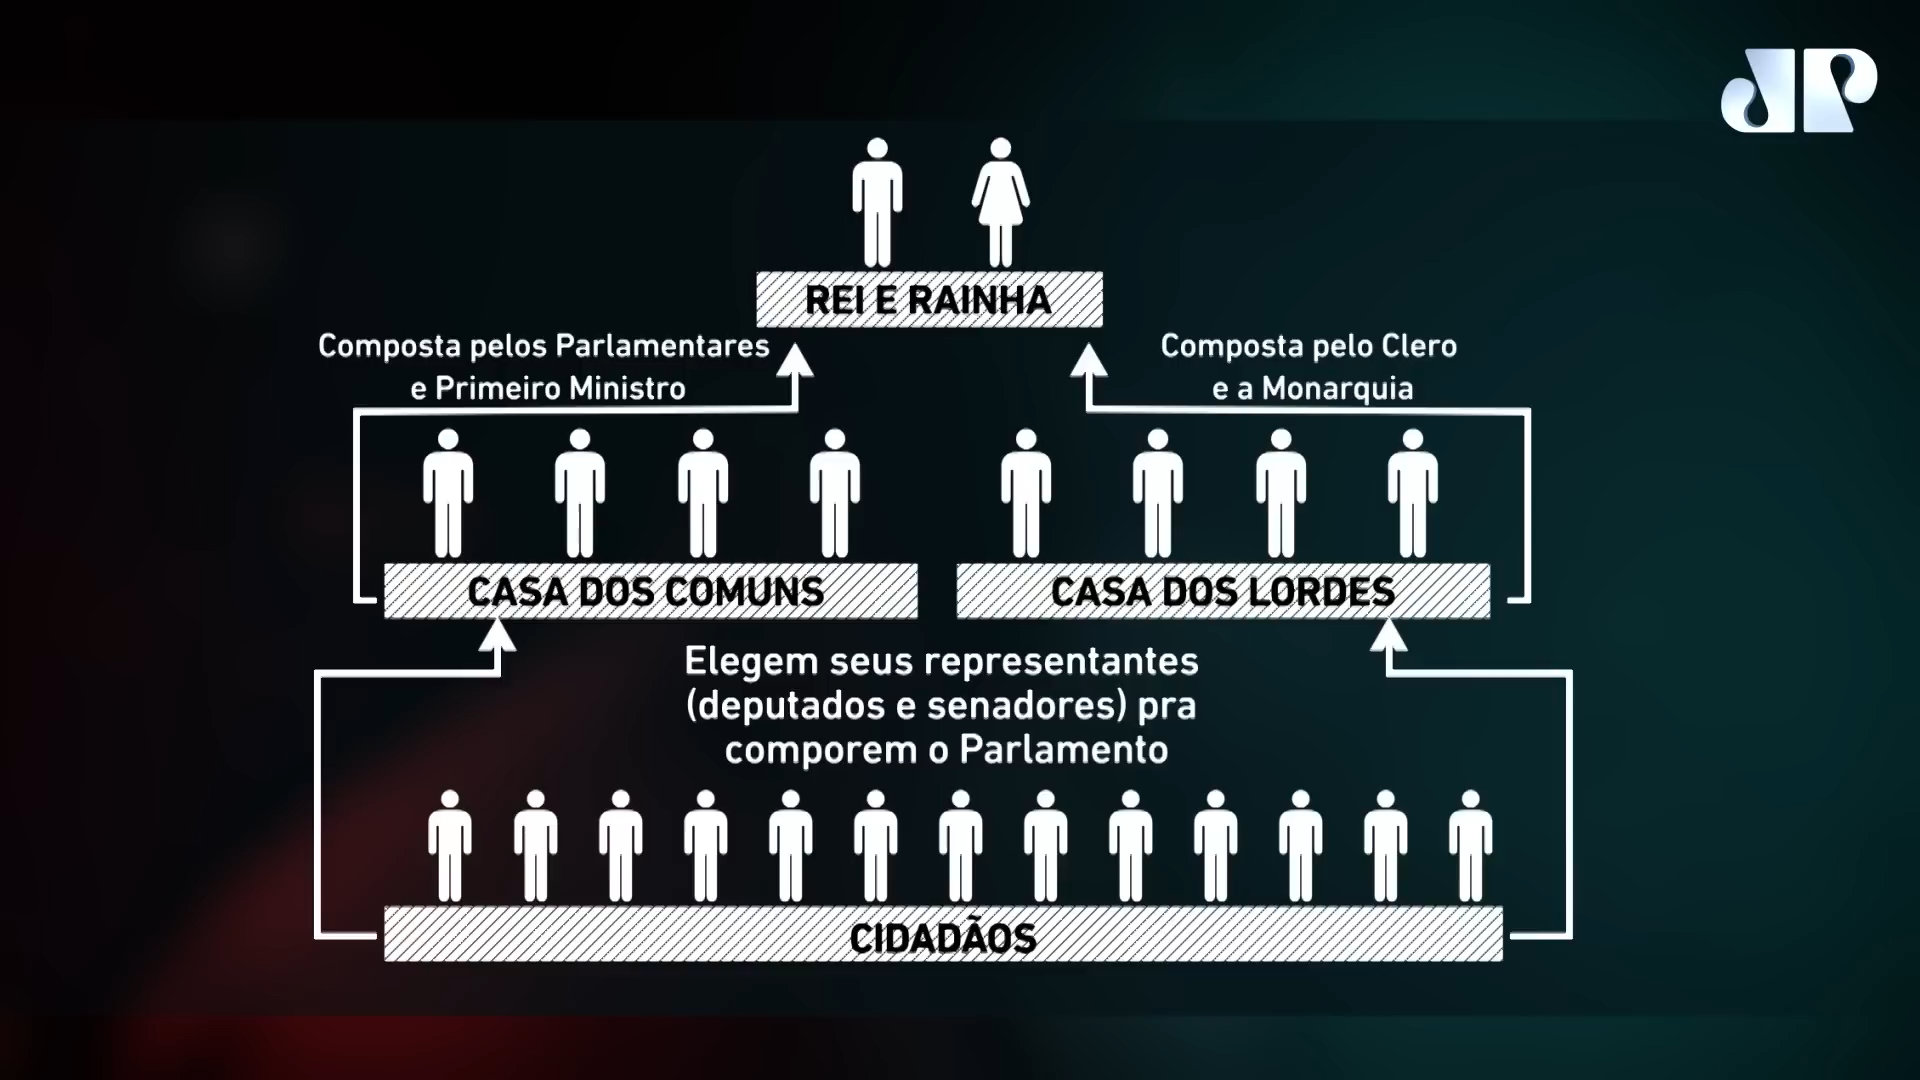 JP
REI E RAINHA
Composta pelos Parlamentares
e Primeiro Ministro
Composta pelo Clero
e a Monarquia
CASA DOS COMUNS
CASA DOS LORDES
Elegem seus representantes
(deputados e senadores) pra
comporem o Parlamento
CIDADÃOS